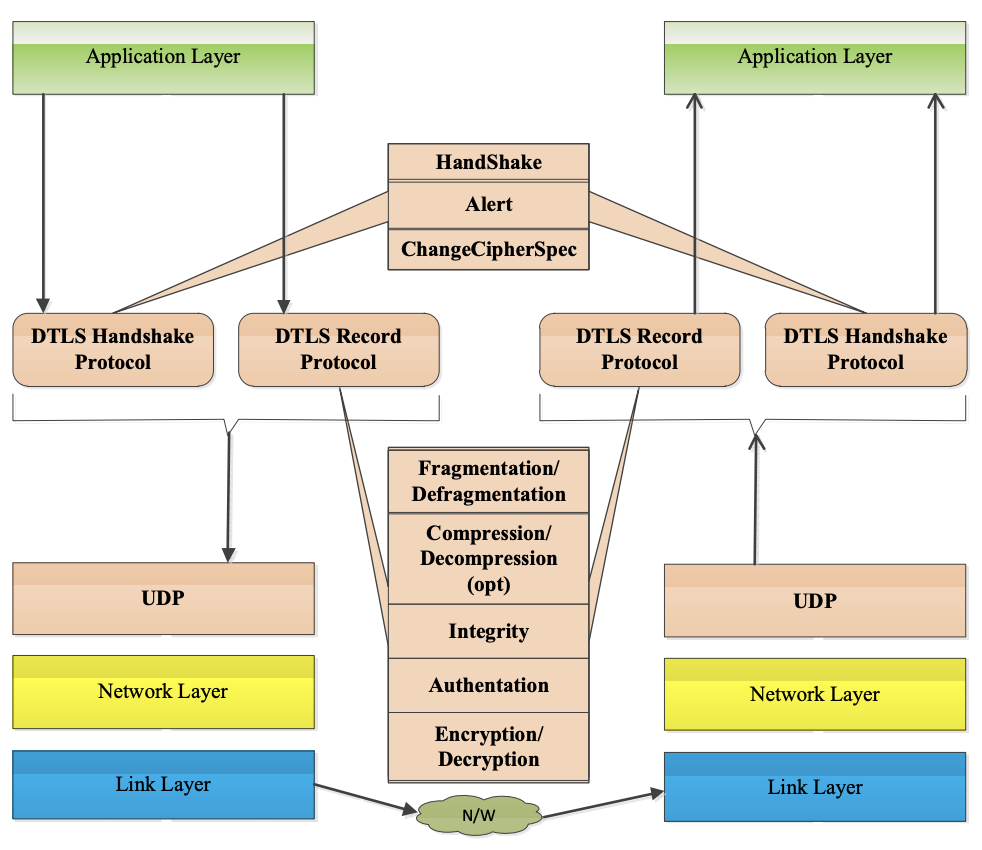 Application Layer
Application Layer
HandShake
Alert
ChangeCipherSpec
DTLS Handshake
Protocol
DTLS Record
Protocol
DTLS Record
Protocol
DTLS Handshake
Protocol
Fragmentation/
Defragmentation
Compression/
Decompression
(opt)
Integrity
Authentation
Encryption/
Decryption
UDP
UDP
Network Layer
Network Layer
Link Layer
Link Layer
N/W